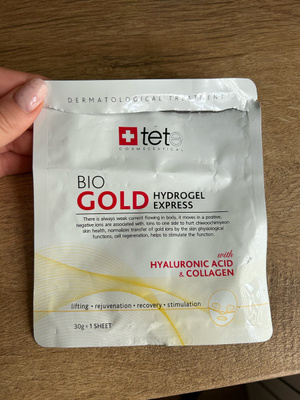 DERMATOLOGICAL TREATMENT
tete
COSMECEUTICAL
BIO
GOLD HYDROGEL
EXPRESS
There is always weak current flowing in body, it moves in a positive,
negative ions are associated with. ions to one side to hurt chwoochimyeon
skin health, normalizes transfer of gold ions by the skin physiological
functions, cell regeneration, helps to stimulate the function.
with
HYALURONIC ACID
& COLLAGEN
lifting • rejuvenation • recovery • stimulation
30g • 1 SHEET